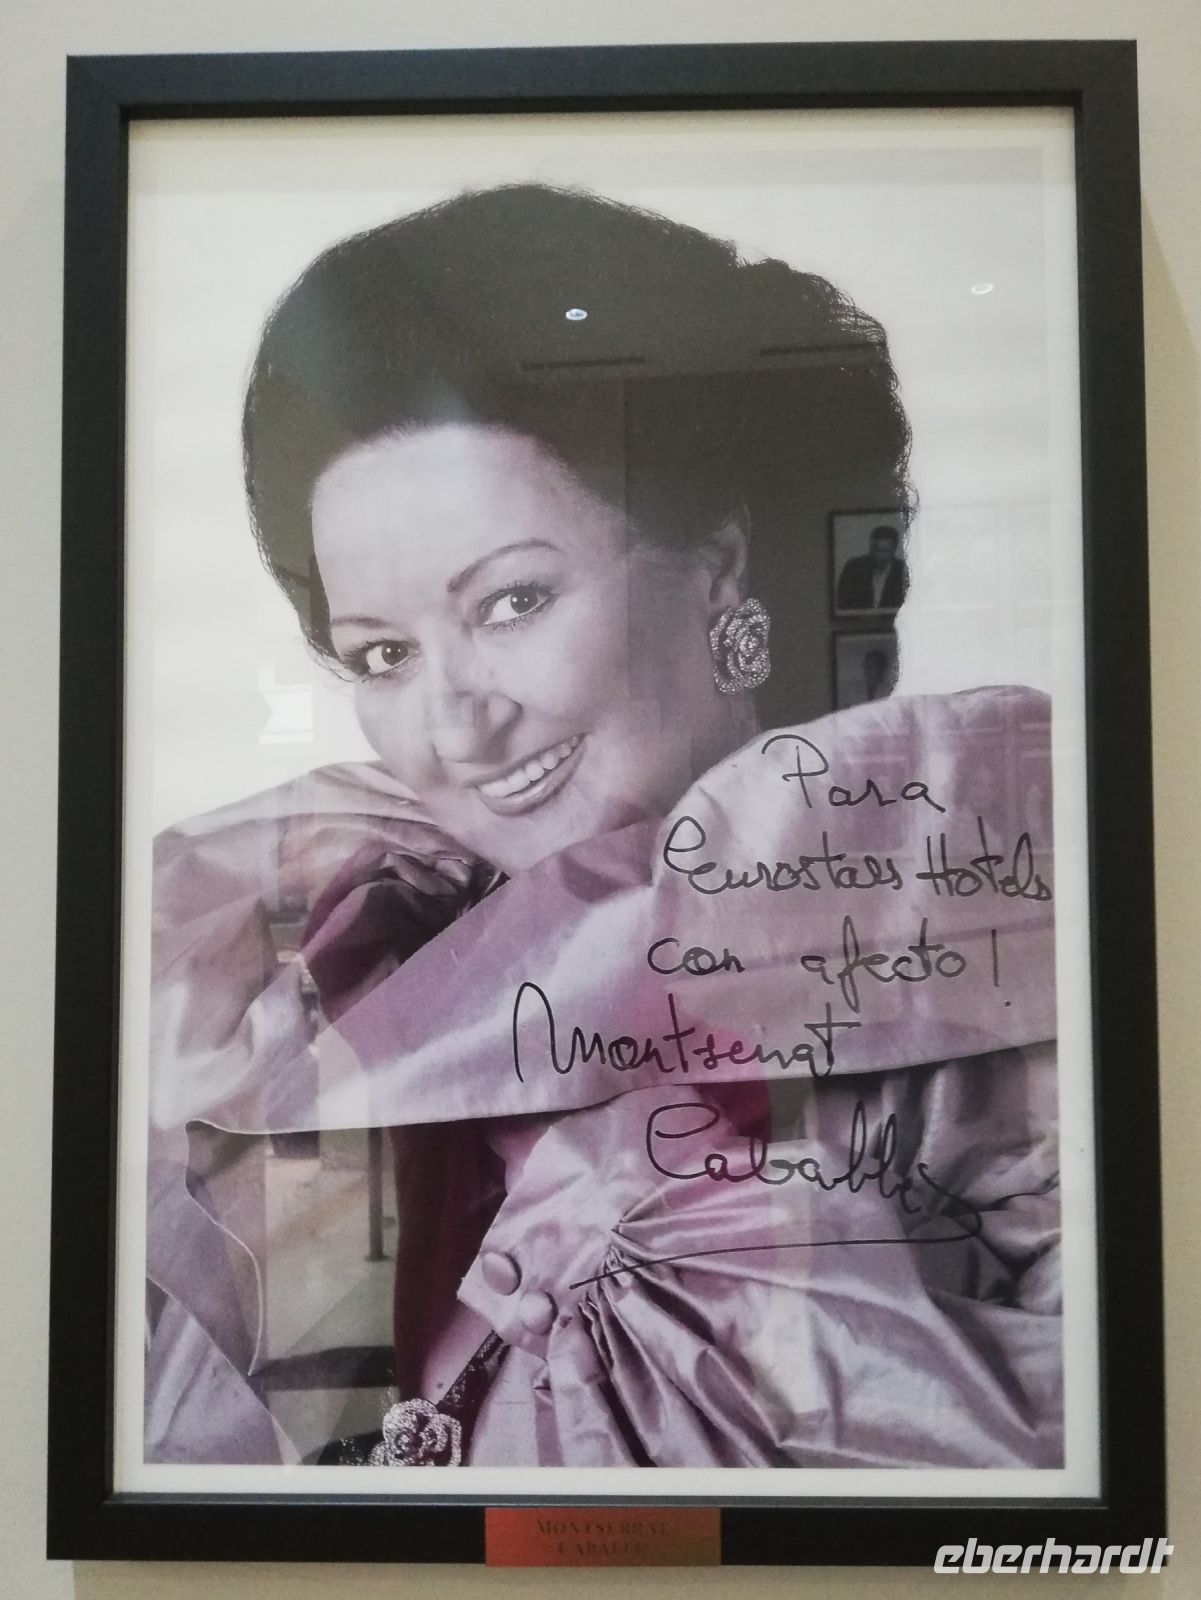 Para
Eurostars Hotels
con afecto!
Montserrat
Caballé
MONTSERRAT
CABALLÉ
eberhardt